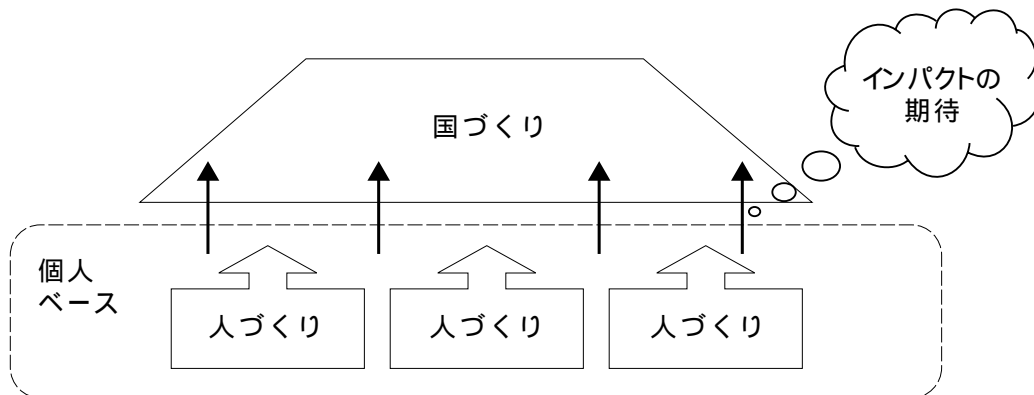 インパクトの
期待
国づくり
個人
ベース
人づくり
人づくり
人づくり